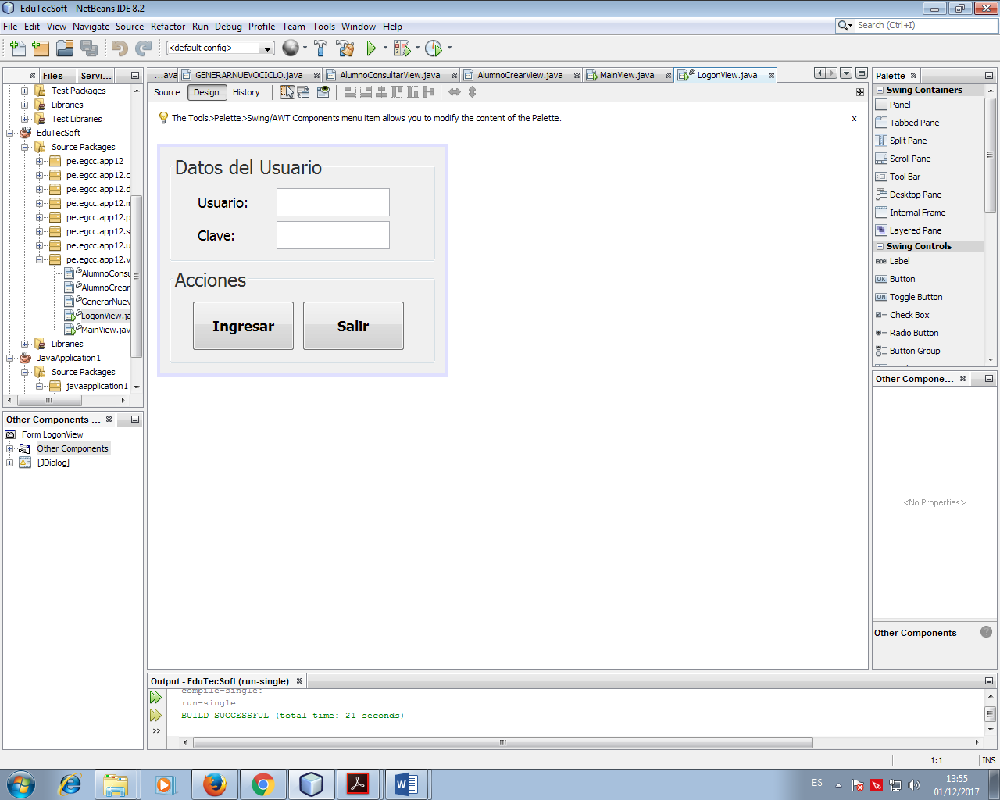 EduTecSoft - NetBeans IDE 8.2
File Edit View Navigate Source Refactor Run Debug Profile Team Tools Window Help
Search (Ctrl+I)
<default config>
Files Servi...
Test Packages
Libraries
Test Libraries
EduTecSoft
Source Packages
pe.egcc.app12
pe.egcc.app12.c
pe.egcc.app12.c
pe.egcc.app12.m
pe.egcc.app12.p
pe.egcc.app12.s
pe.egcc.app12.u
pe.egcc.app12.v
AlumnoConsu
AlumnoCrear
GenerarNuev
LogonView.ja
MainView.jav
Libraries
JavaApplication1
Source Packages
javaapplication1
Other Components ...
Form LogonView
Other Components
[JDialog]
...ava GENERARNUEVOCICLO.java AlumnoConsultarView.java AlumnoCrearView.java MainView.java LogonView.java
Source Design History
The Tools>Palette>Swing/AWT Components menu item allows you to modify the content of the Palette. x
Datos del Usuario
Usuario:
Clave:
Acciones
Ingresar Salir
Palette
Swing Containers
Panel
Tabbed Pane
Split Pane
Scroll Pane
Tool Bar
Desktop Pane
Internal Frame
Layered Pane
Swing Controls
label Label
OK Button
ON Toggle Button
Check Box
Radio Button
Button Group
Other Compone...
<No Properties>
Other Components
Output - EduTecSoft (run-single)
compile-single:
run-single:
BUILD SUCCESSFUL (total time: 21 seconds)
1:1 INS
ES
13:55
01/12/2017